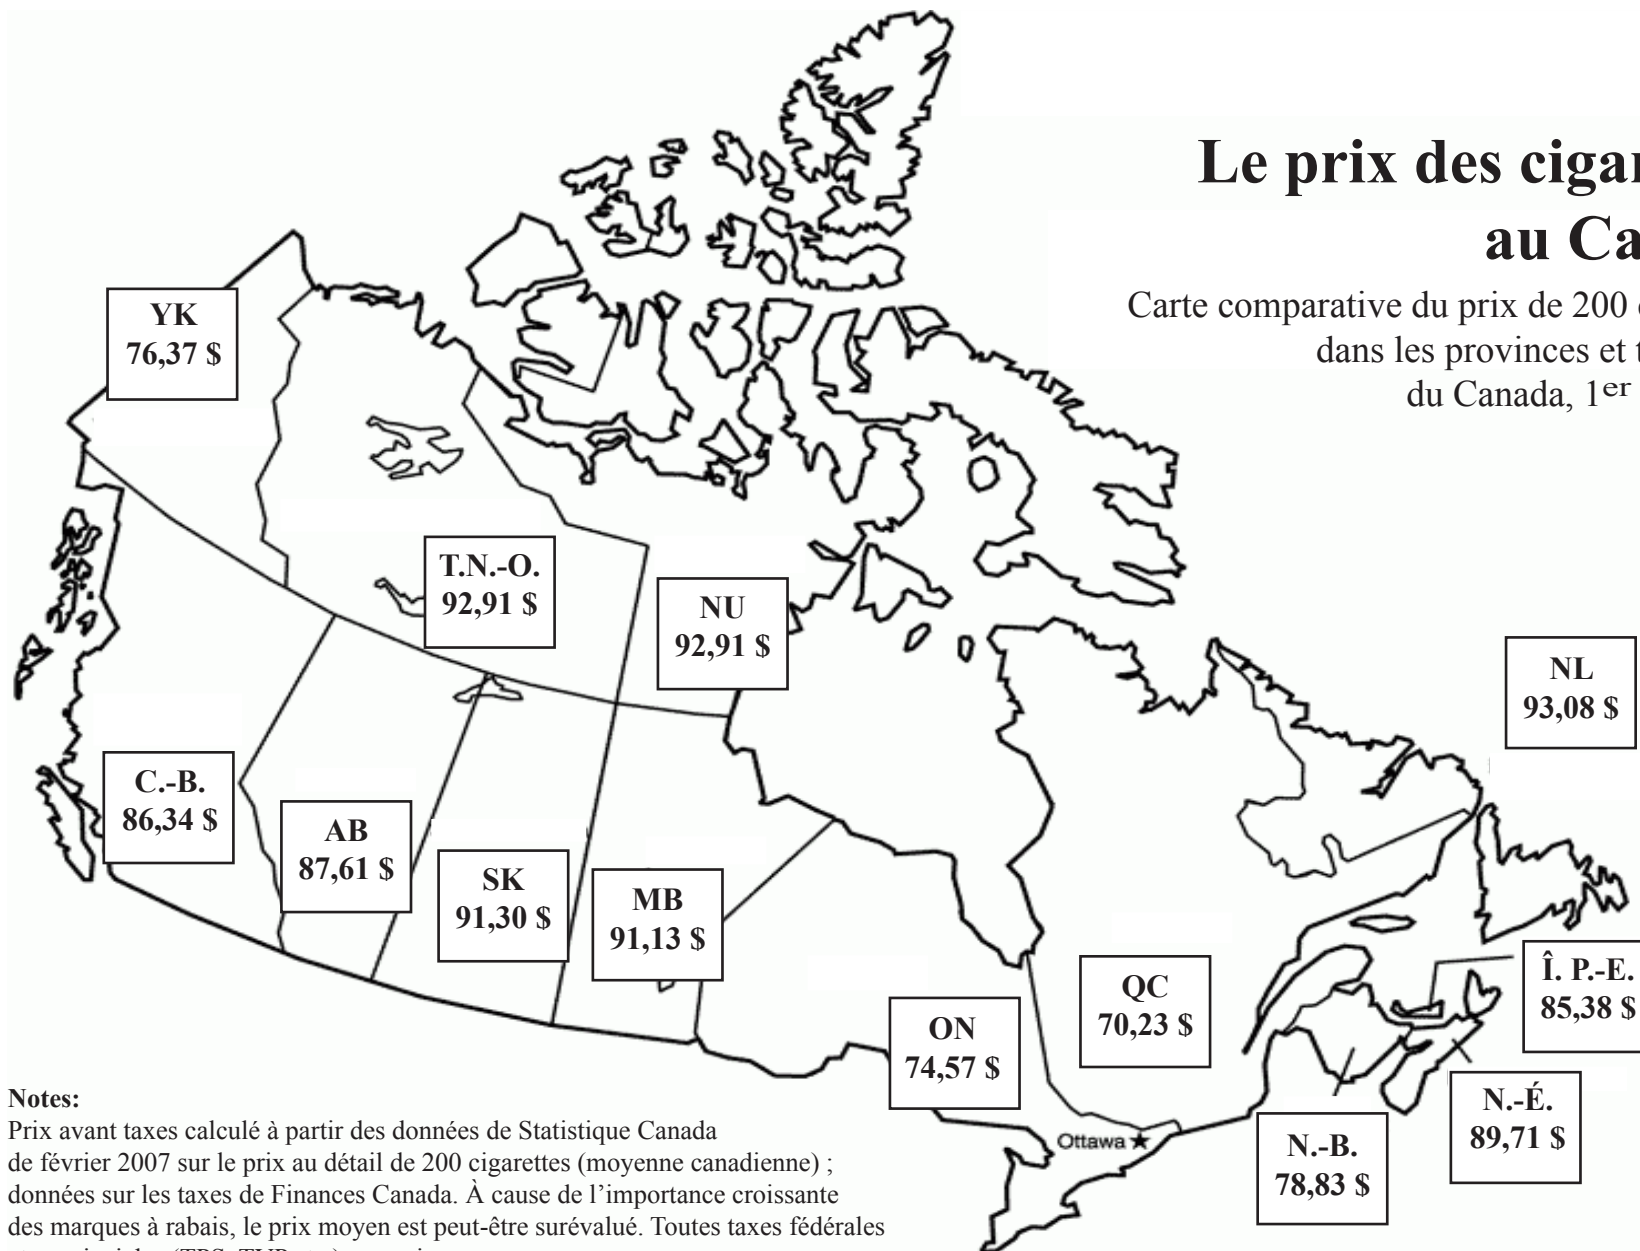 Le prix des cigar
au Ca
Carte comparative du prix de 200
dans les provinces et t
du Canada, 1er
YK
76,37 $
T.N.-O.
92,91 $
NU
92,91 $
NL
93,08 $
C.-B.
86,34 $
AB
87,61 $
SK
91,30 $
MB
91,13 $
ON
74,57 $
QC
70,23 $
Î. P.-E.
85,38 $
N.-É.
89,71 $
N.-B.
78,83 $
Ottawa
Notes:
Prix avant taxes calculé à partir des données de Statistique Canada
de février 2007 sur le prix au détail de 200 cigarettes (moyenne canadienne) ;
données sur les taxes de Finances Canada. À cause de l’importance croissante
des marques à rabais, le prix moyen est peut-être surévalué. Toutes taxes fédérales